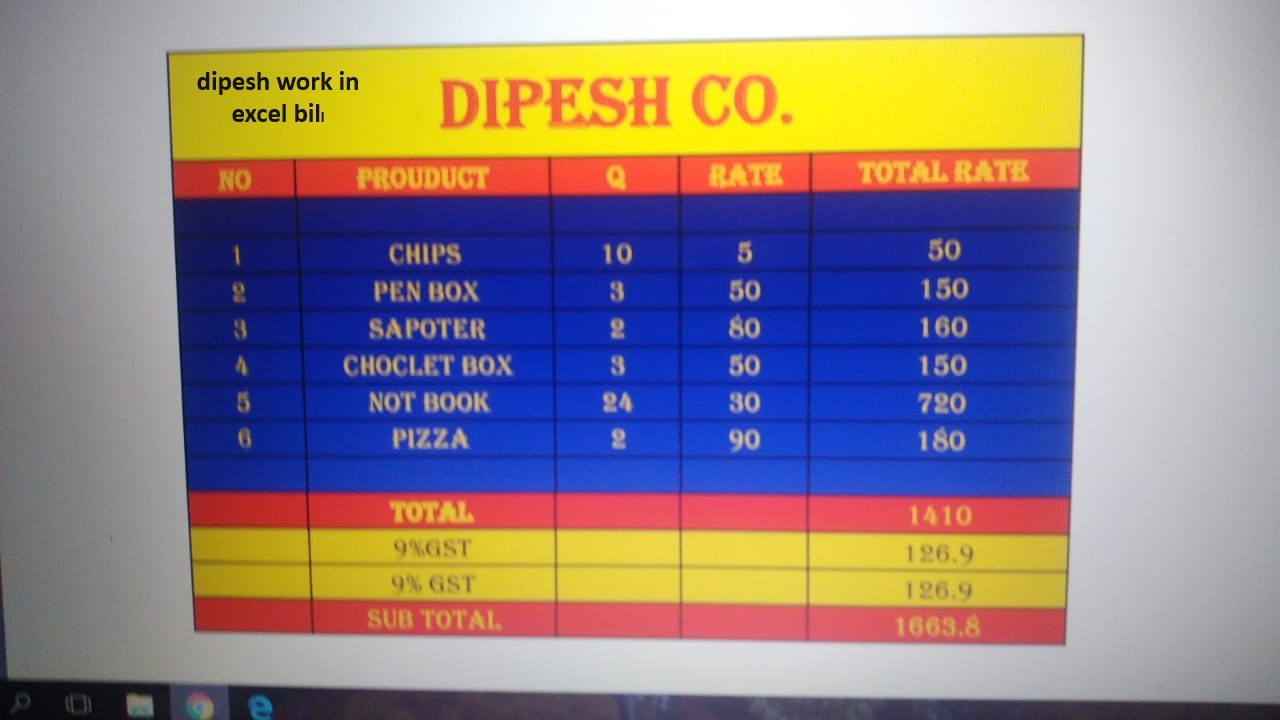 dipesh work in
excel bill
DIPESH CO.
NO PROUDUCT Q RATE TOTAL RATE
1 CHIPS 10 5 50
2 PEN BOX 3 50 150
3 SAPOTER 2 80 160
4 CHOCLET BOX 3 50 150
5 NOT BOOK 24 30 720
6 PIZZA 2 90 180
TOTAL 1410
9%GST 126.9
9% GST 126.9
SUB TOTAL 1663.8